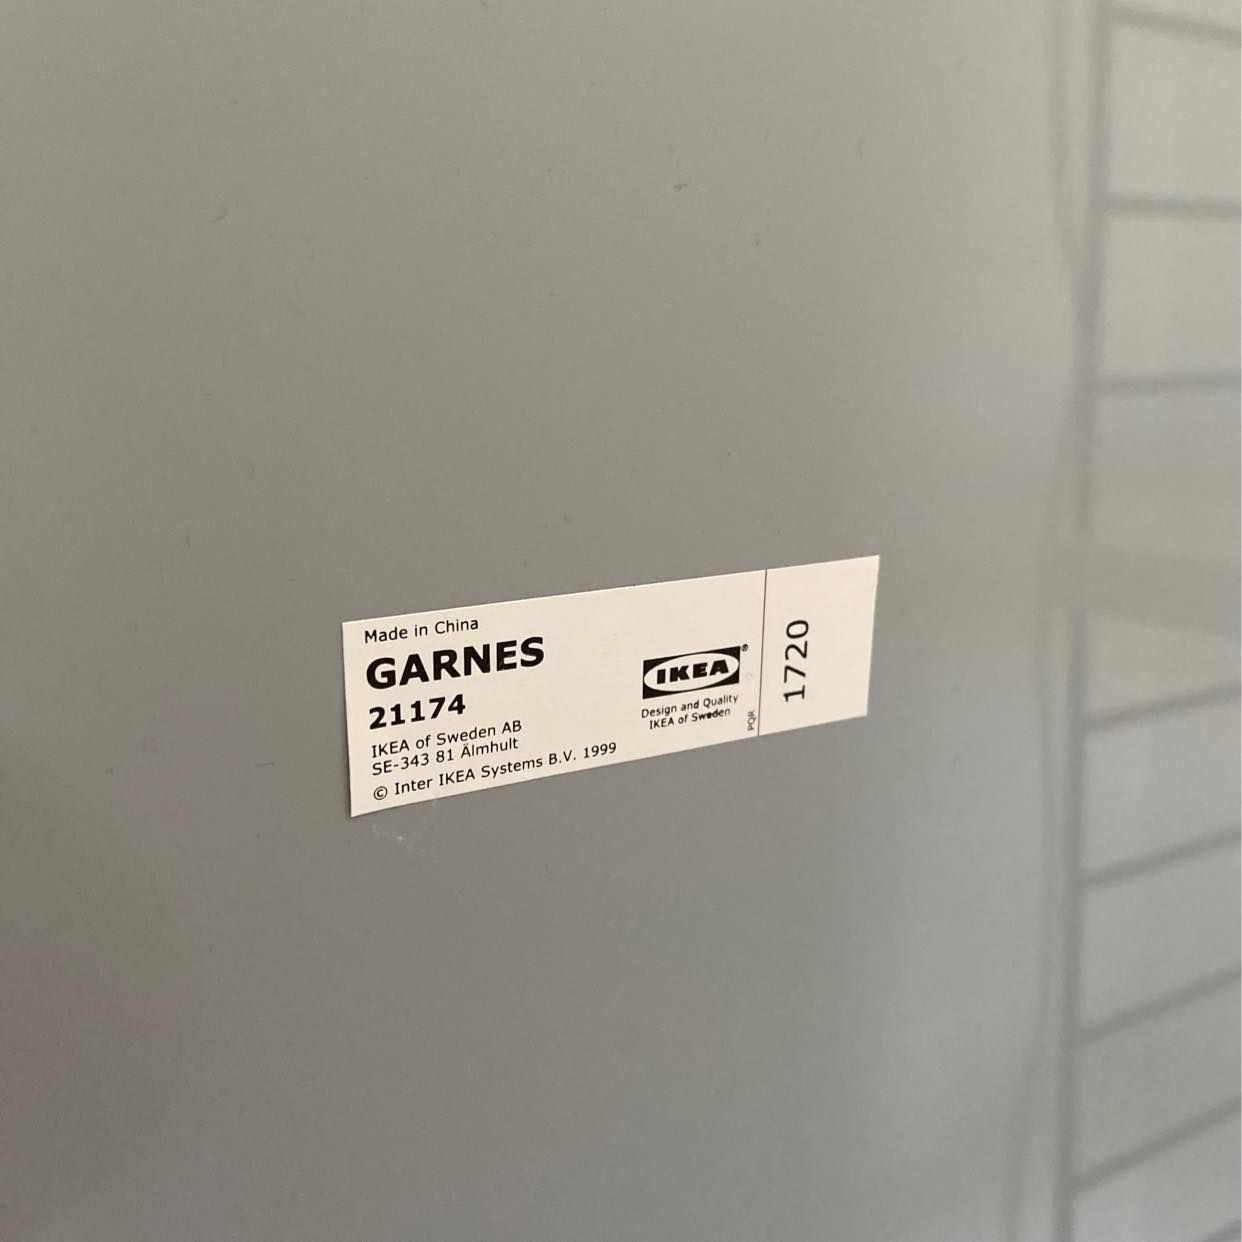 Made in China
GARNES
21174
IKEA of Sweden AB
SE-343 81 Älmhult
© Inter IKEA Systems B.V. 1999
IKEA®
Design and Quality
IKEA of Sweden
PQR
1720